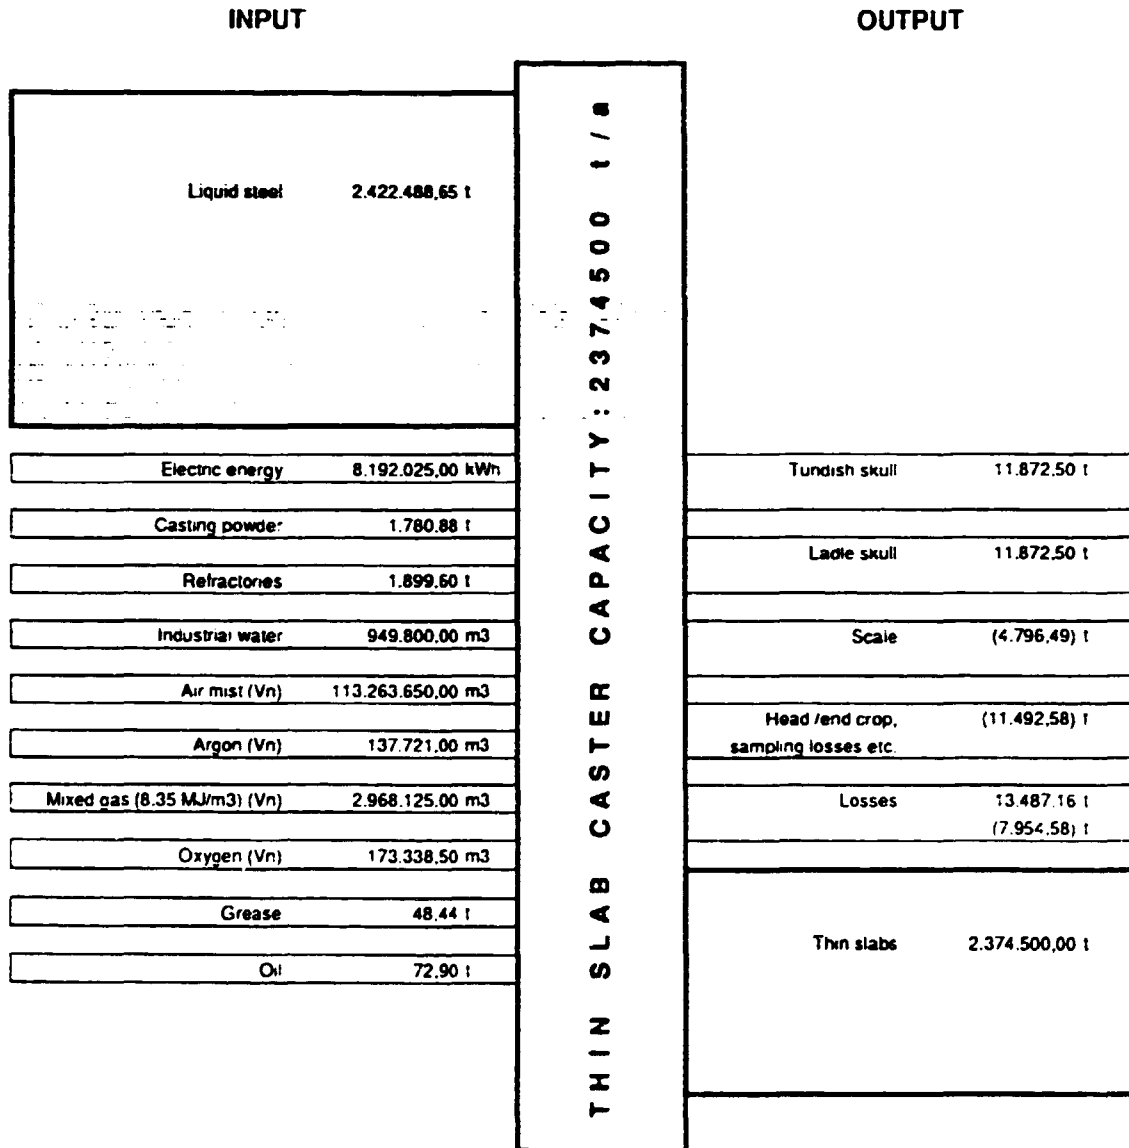 INPUT
OUTPUT
THIN SLAB CASTER CAPACITY:2374500 t/a
Liquid steel 2.422.488,65 t
Electric energy 8.192.025,00 kWh
Casting powder 1.780,88 t
Refractories 1.899,60 t
Industrial water 949.800,00 m3
Air mist (Vn) 113.263.650,00 m3
Argon (Vn) 137.721,00 m3
Mixed gas (8.35 MJ/m3) (Vn) 2.968.125,00 m3
Oxygen (Vn) 173.338,50 m3
Grease 48,44 t
Oil 72,90 t
Tundish skull 11.872,50 t
Ladle skull 11.872,50 t
Scale (4.796,49) t
Head /end crop, (11.492,58) t
sampling losses etc.
Losses 13.487,16 t
(7.954,58) t
Thin slabs 2.374.500,00 t